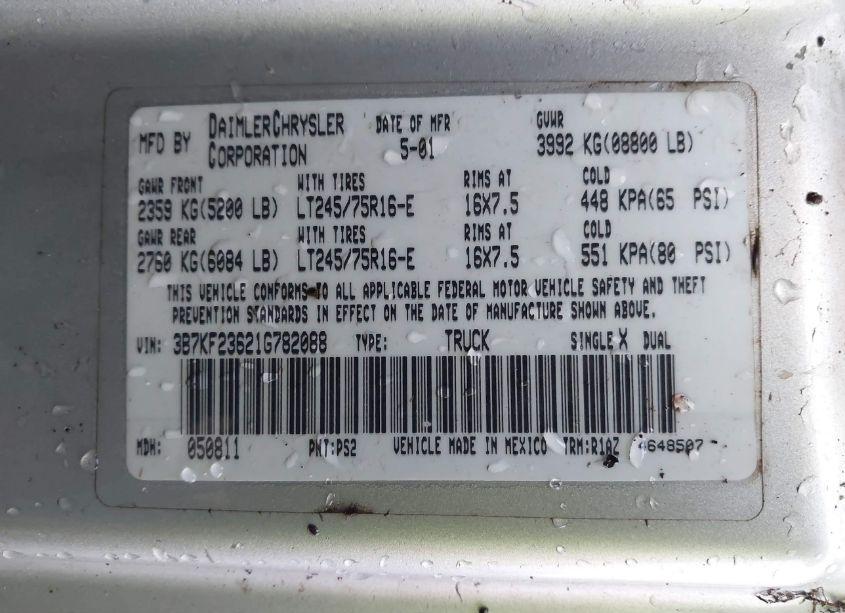 MFD BY DAIMLERCHRYSLER CORPORATION DATE OF MFR 5-01 GVWR 3992 KG(08800 LB)
GAWR FRONT WITH TIRES RIMS AT COLD
2359 KG(5200 LB) LT245/75R16-E 16X7.5 448 KPA(65 PSI)
GAWR REAR WITH TIRES RIMS AT COLD
2760 KG(6084 LB) LT245/75R16-E 16X7.5 551 KPA(80 PSI)
THIS VEHICLE CONFORMS TO ALL APPLICABLE FEDERAL MOTOR VEHICLE SAFETY AND THEFT
PREVENTION STANDARDS IN EFFECT ON THE DATE OF MANUFACTURE SHOWN ABOVE.
VIN: 3B7KF23621G782088 TYPE: TRUCK SINGLE X DUAL
MDH: 050811 PNT:PS2 VEHICLE MADE IN MEXICO TRM:R1AZ 4648507